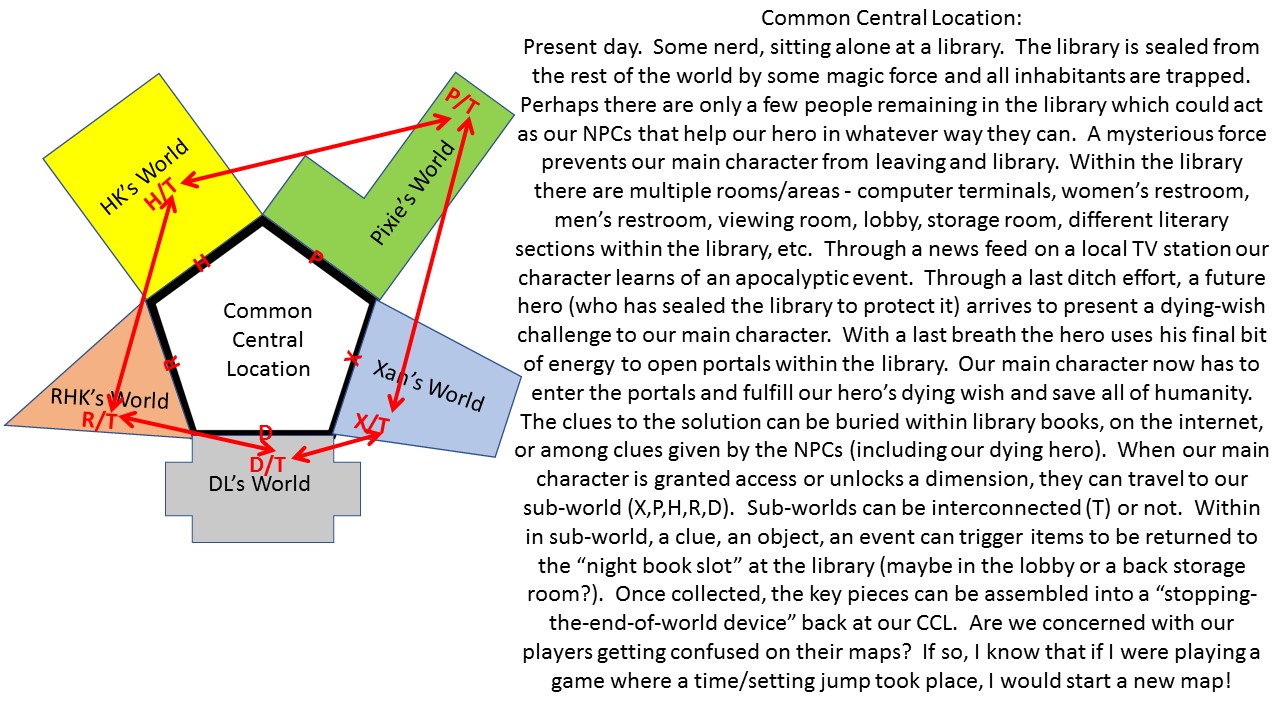 Common Central Location:
Present day.  Some nerd, sitting alone at a library.  The library is sealed from
the rest of the world by some magic force and all inhabitants are trapped.
Perhaps there are only a few people remaining in the library which could act
as our NPCs that help our hero in whatever way they can.  A mysterious force
prevents our main character from leaving and library.  Within the library
there are multiple rooms/areas - computer terminals, women's restroom,
men's restroom, viewing room, lobby, storage room, different literary
sections within the library, etc.  Through a news feed on a local TV station our
character learns of an apocalyptic event.  Through a last ditch effort, a future
hero (who has sealed the library to protect it) arrives to present a dying-wish
challenge to our main character.  With a last breath the hero uses his final bit
of energy to open portals within the library.  Our main character now has to
enter the portals and fulfill our hero's dying wish and save all of humanity.
The clues to the solution can be buried within library books, on the internet,
or among clues given by the NPCs (including our dying hero).  When our main
character is granted access or unlocks a dimension, they can travel to our
sub-world (X,P,H,R,D).  Sub-worlds can be interconnected (T) or not.  Within
in sub-world, a clue, an object, an event can trigger items to be returned to
the “night book slot” at the library (maybe in the lobby or a back storage
room?).  Once collected, the key pieces can be assembled into a “stopping-
the-end-of-world device” back at our CCL.  Are we concerned with our
players getting confused on their maps?  If so, I know that if I were playing a
game where a time/setting jump took place, I would start a new map!
HK's World
H/T
P/T
Pixie's World
H
P
Common
Central
Location
R
X
RHK's World
R/T
Xan's World
X/T
D
D/T
DL's World